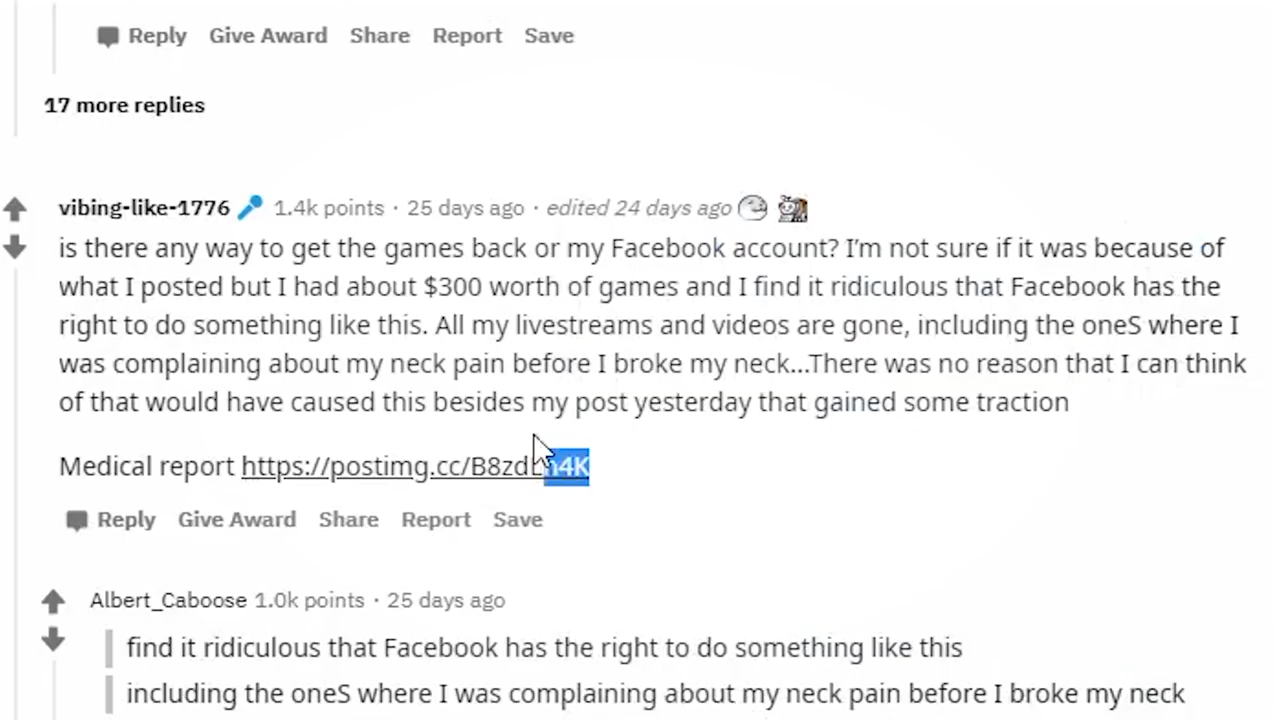 Reply Give Award Share Report Save
17 more replies
vibing-like-1776 1.4k points · 25 days ago · edited 24 days ago
is there any way to get the games back or my Facebook account? I'm not sure if it was because of
what I posted but I had about $300 worth of games and I find it ridiculous that Facebook has the
right to do something like this. All my livestreams and videos are gone, including the oneS where I
was complaining about my neck pain before I broke my neck...There was no reason that I can think
of that would have caused this besides my post yesterday that gained some traction
Medical report
Reply Give Award Share Report Save
Albert_Caboose 1.0k points · 25 days ago
find it ridiculous that Facebook has the right to do something like this
including the oneS where I was complaining about my neck pain before I broke my neck